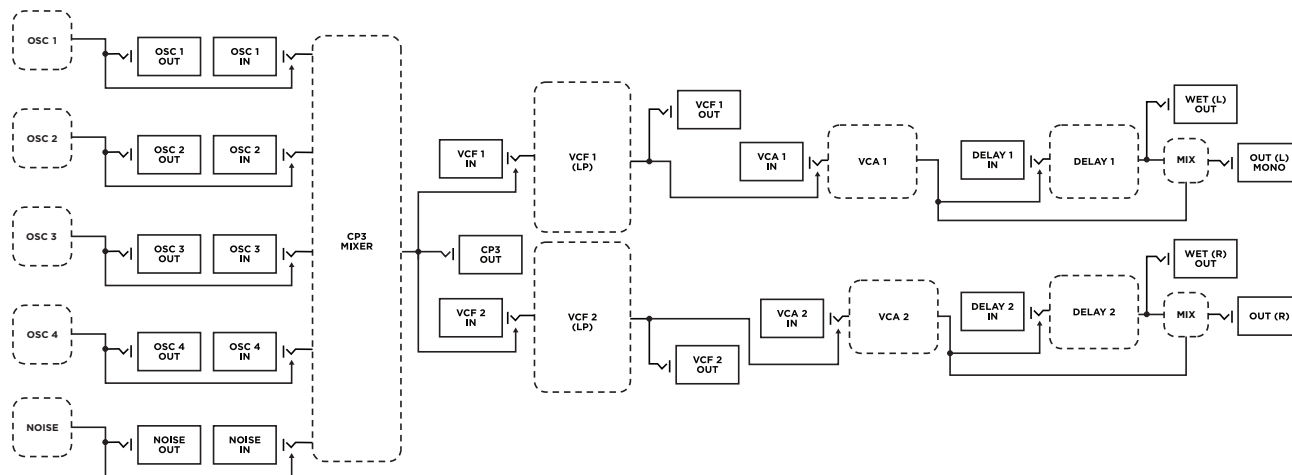 OSC 1
OSC 1
OUT
OSC 1
IN
OSC 2
OSC 2
OUT
OSC 2
IN
OSC 3
OSC 3
OUT
OSC 3
IN
OSC 4
OSC 4
OUT
OSC 4
IN
NOISE
NOISE
OUT
NOISE
IN
CP3
MIXER
VCF 1
IN
CP3
OUT
VCF 2
IN
VCF 1
(LP)
VCF 2
(LP)
VCF 1
OUT
VCA 1
IN
VCA 1
DELAY 1
IN
DELAY 1
WET (L)
OUT
MIX
OUT (L)
MONO
VCF 2
OUT
VCA 2
IN
VCA 2
DELAY 2
IN
DELAY 2
WET (R)
OUT
MIX
OUT (R)